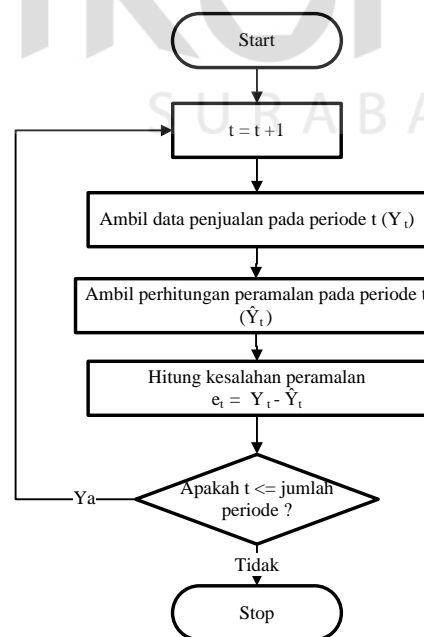 Start
SURABA
t = t +1
Ambil data penjualan pada periode t (Y t)
Ambil perhitungan peramalan pada periode t
(Ŷt )
Hitung kesalahan peramalan
et = Y t - Ŷt
Apakah t <= jumlah
periode ?
Ya
Tidak
Stop